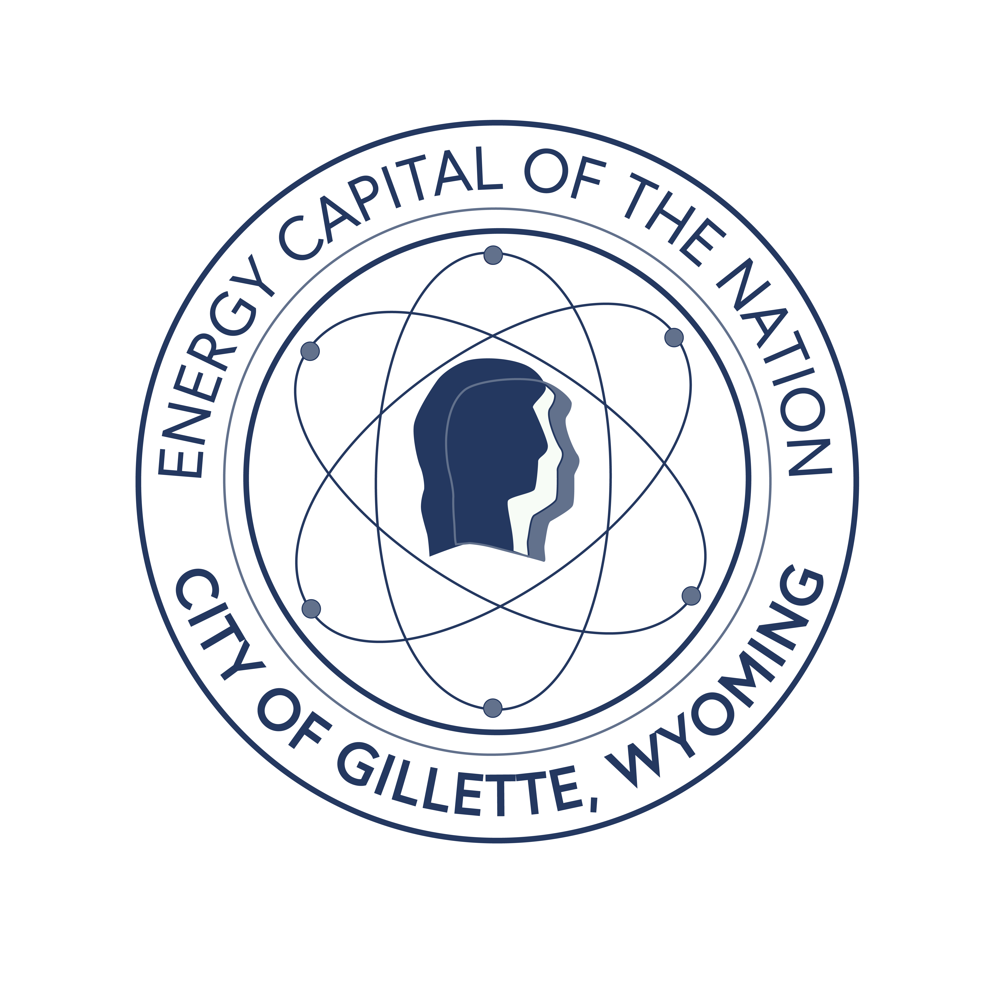 ENERGY CAPITAL OF THE NATION
CITY OF GILLETTE, WYOMING